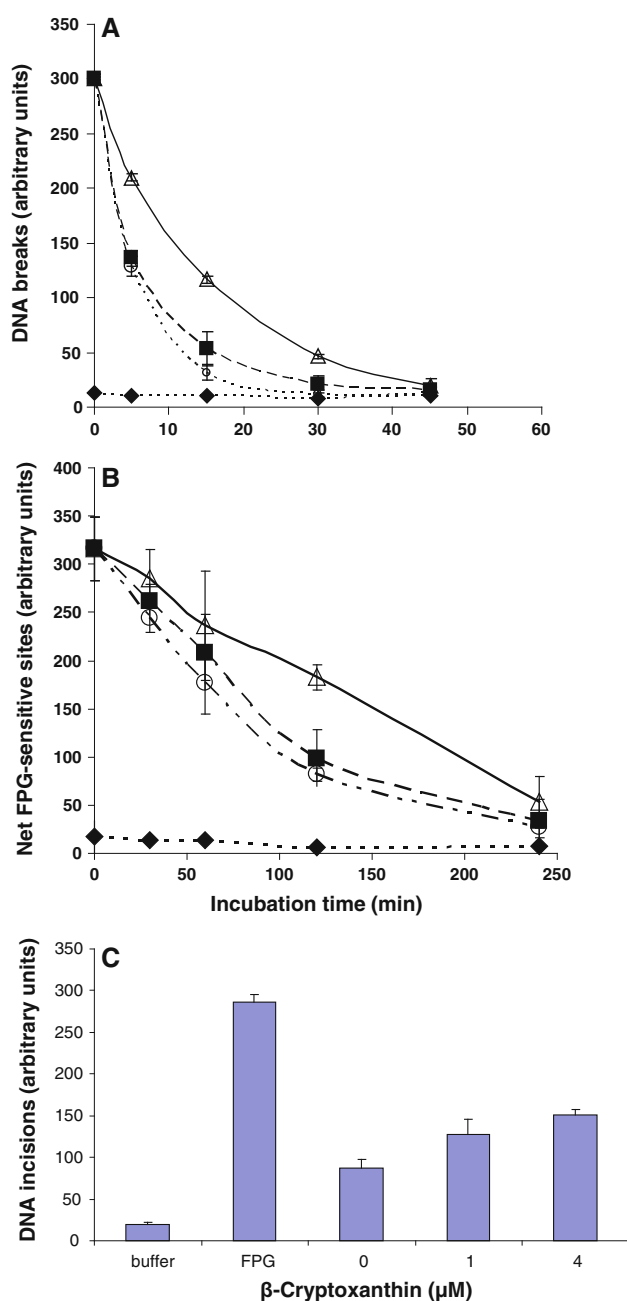 A
DNA breaks (arbitrary units)
350
300
250
200
150
100
50
0
0 10 20 30 40 50 60
B
Net FPG-sensitive sites (arbitrary units)
400
350
300
250
200
150
100
50
0
0 50 100 150 200 250
Incubation time (min)
C
DNA incisions (arbitrary units)
350
300
250
200
150
100
50
0
buffer FPG 0 1 4
β-Cryptoxanthin (µM)